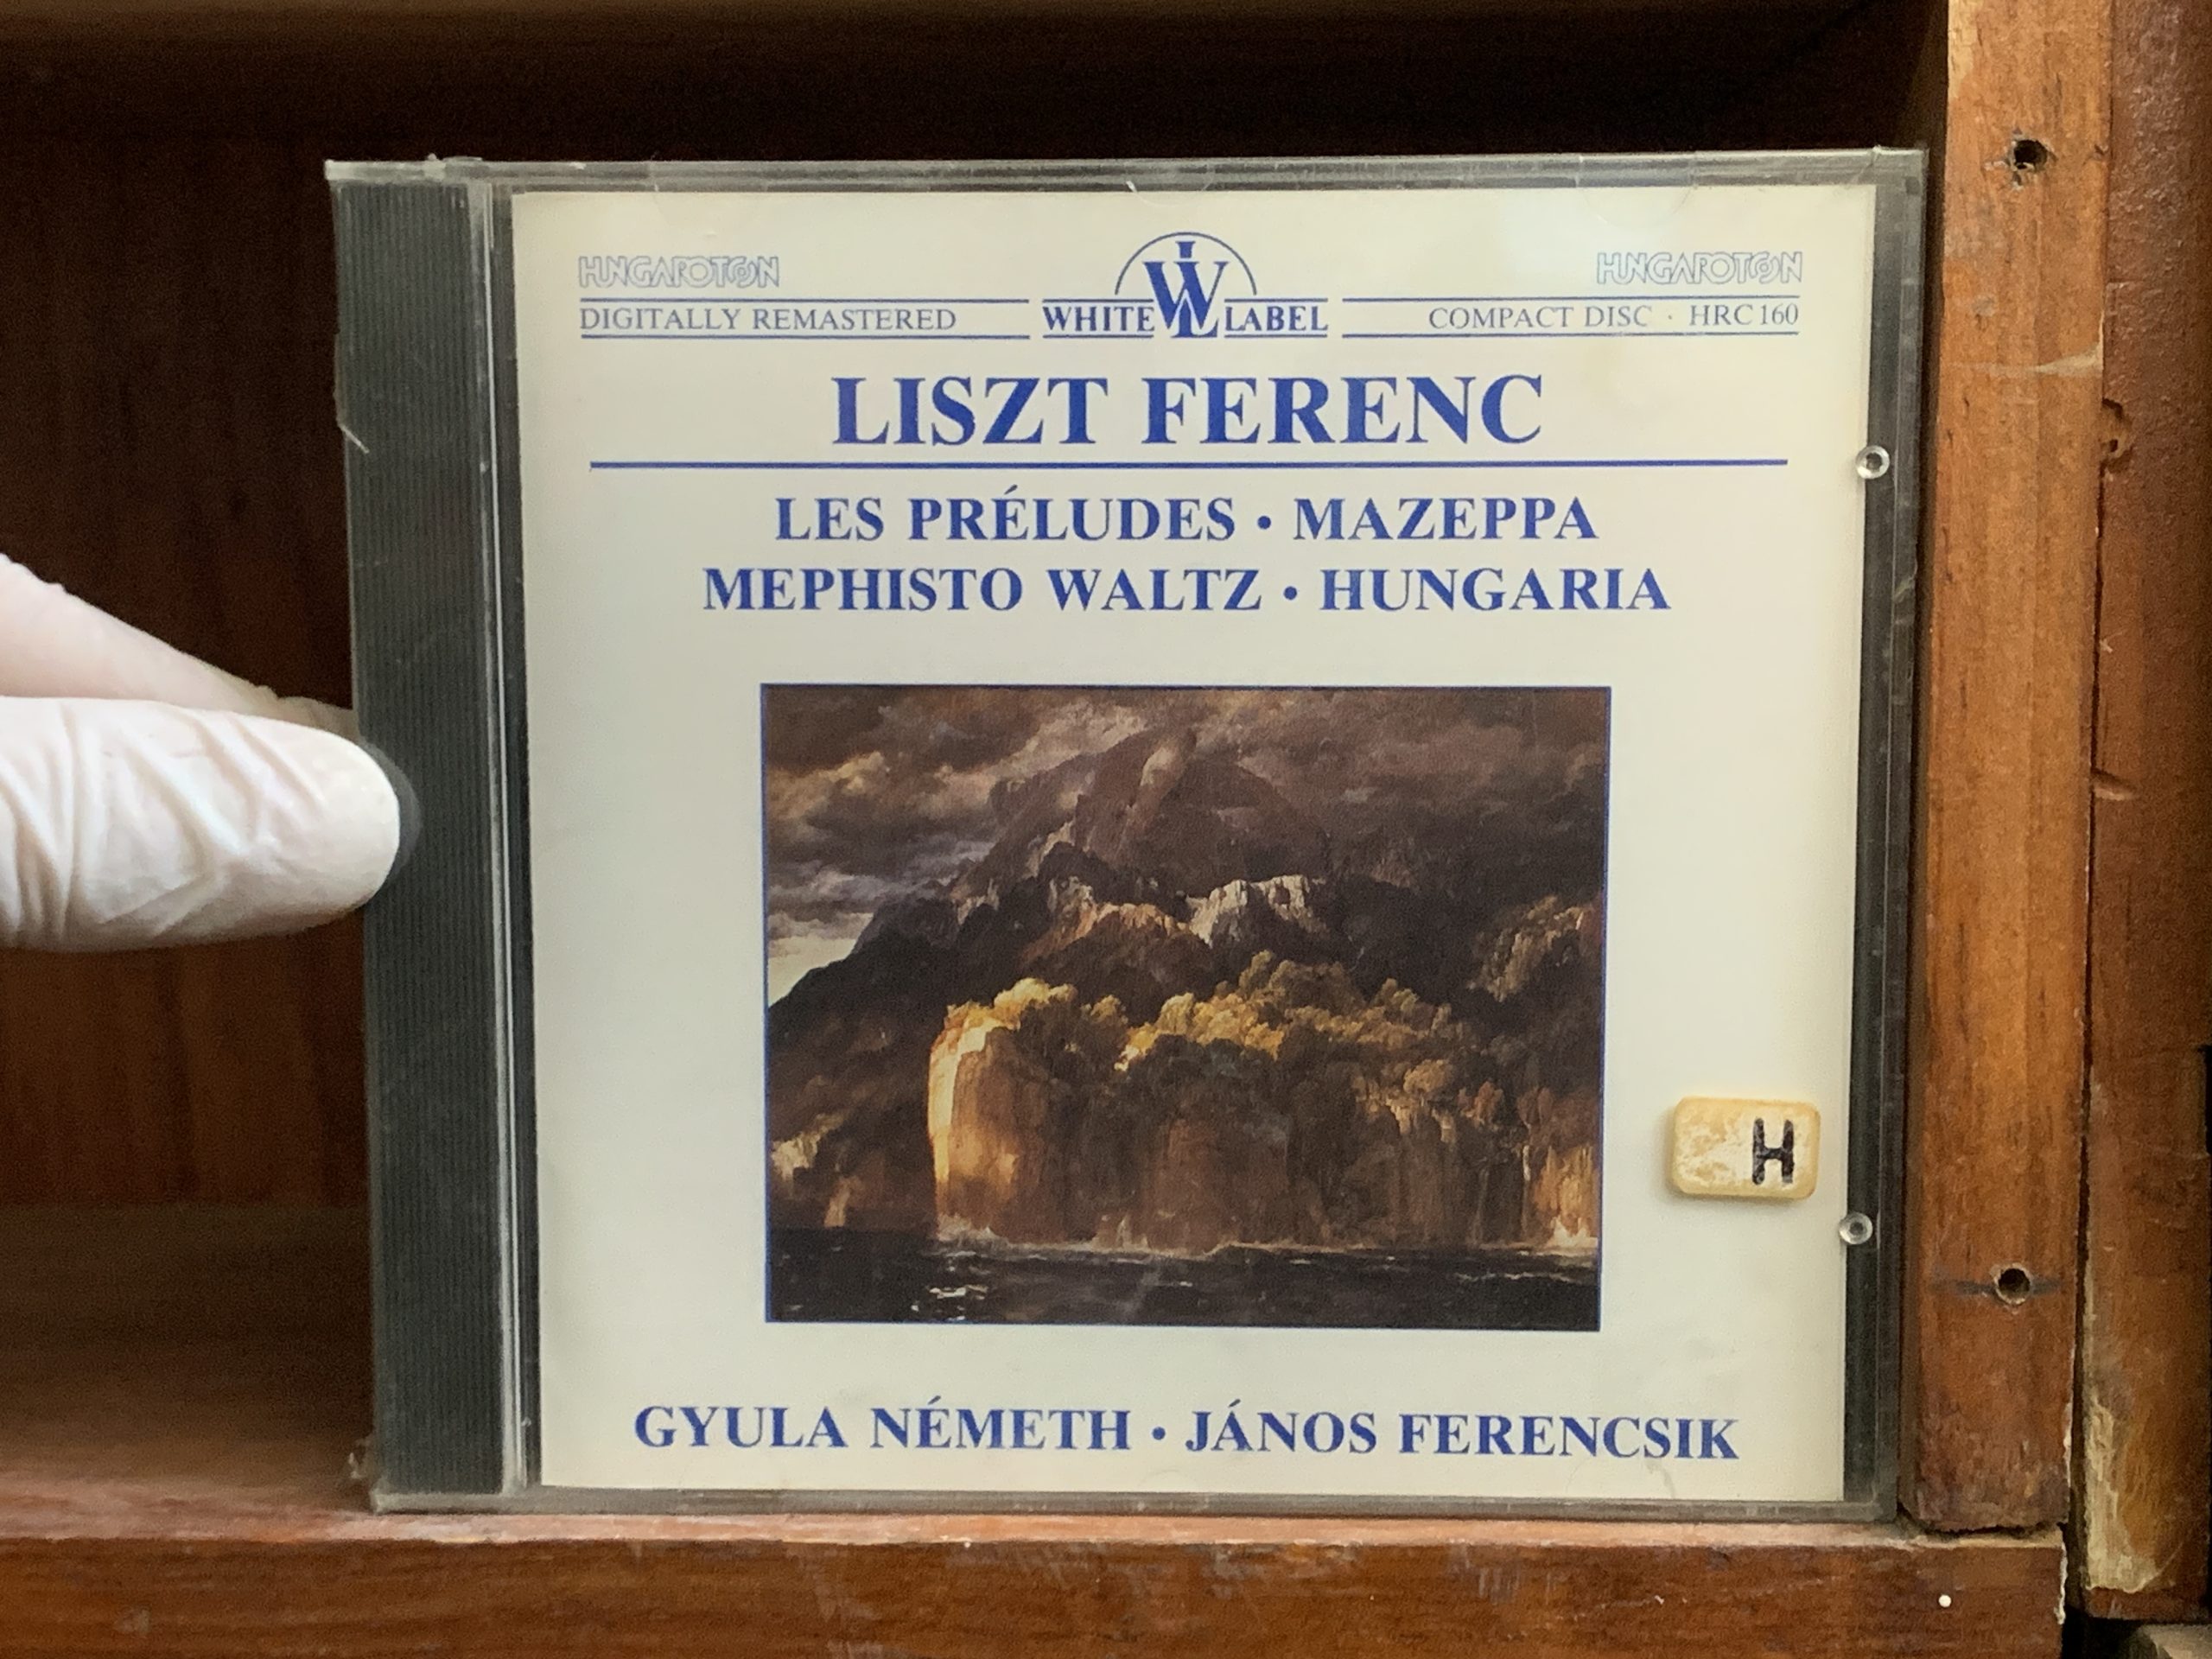 HUNGAROTON HUNGAROTON
DIGITALLY REMASTERED WHITE WL LABEL COMPACT DISC · HRC 160
LISZT FERENC
LES PRÉLUDES • MAZEPPA
MEPHISTO WALTZ • HUNGARIA
H
GYULA NÉMETH • JÁNOS FERENCSIK